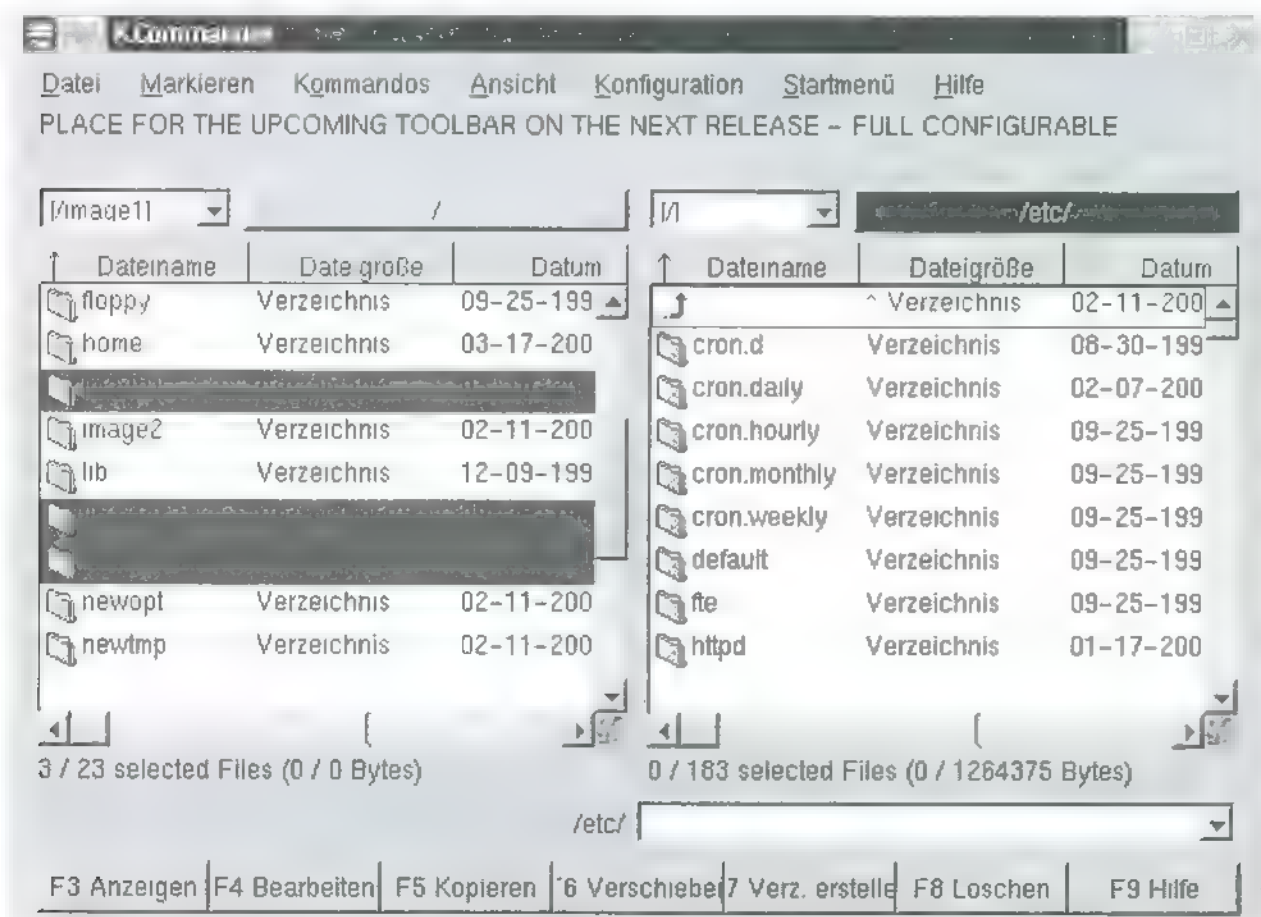 Datei Markieren Kommandos Ansicht Konfiguration Startmenü Hilfe
PLACE FOR THE UPCOMING TOOLBAR ON THE NEXT RELEASE – FULL CONFIGURABLE
[/image1] /
Dateiname Dateigröße Datum
floppy Verzeichnis 09-25-199
home Verzeichnis 03-17-200
image2 Verzeichnis 02-11-200
lib Verzeichnis 12-09-199
newopt Verzeichnis 02-11-200
newtmp Verzeichnis 02-11-200
3 / 23 selected Files (0 / 0 Bytes)
[/] /etc/
Dateiname Dateigröße Datum
^ Verzeichnis 02-11-200
cron.d Verzeichnis 08-30-199
cron.daily Verzeichnis 02-07-200
cron.hourly Verzeichnis 09-25-199
cron.monthly Verzeichnis 09-25-199
cron.weekly Verzeichnis 09-25-199
default Verzeichnis 09-25-199
fte Verzeichnis 09-25-199
httpd Verzeichnis 01-17-200
0 / 183 selected Files (0 / 1264375 Bytes)
/etc/
F3 Anzeigen F4 Bearbeiten F5 Kopieren 6 Verschieber 7 Verz. erstelle F8 Löschen F9 Hilfe